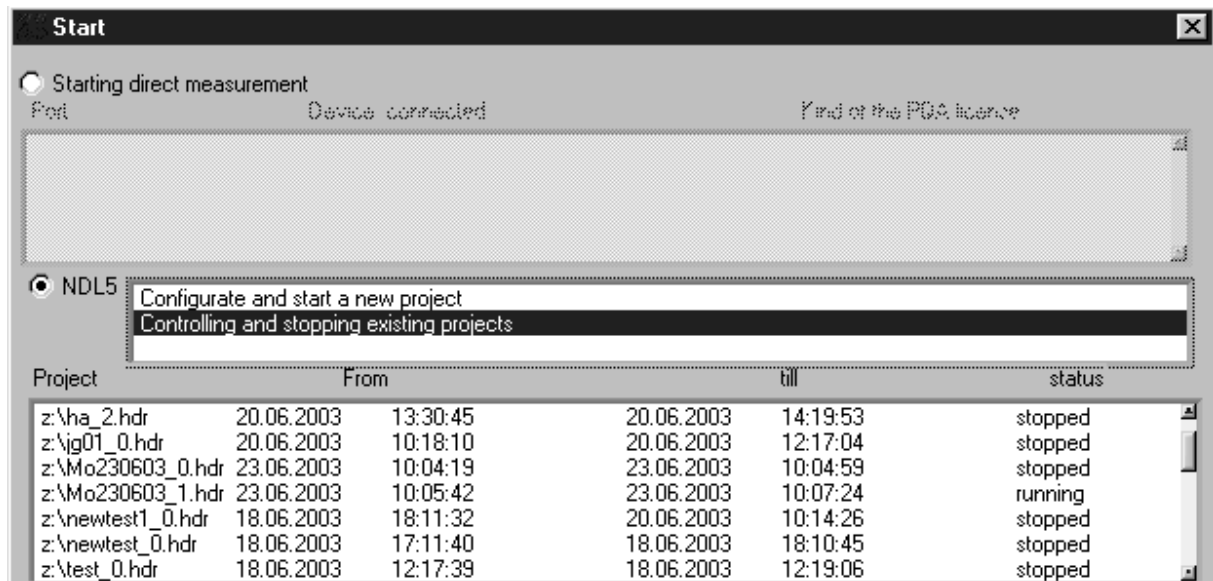 Start
Starting direct measurement
Port Device connected Kind of the PQA licence
NDL5
Configurate and start a new project
Controlling and stopping existing projects
Project From till status
z:\ha_2.hdr 20.06.2003 13:30:45 20.06.2003 14:19:53 stopped
z:\jg01_0.hdr 20.06.2003 10:18:10 20.06.2003 12:17:04 stopped
z:\Mo230603_0.hdr 23.06.2003 10:04:19 23.06.2003 10:04:59 stopped
z:\Mo230603_1.hdr 23.06.2003 10:05:42 23.06.2003 10:07:24 running
z:\newtest1_0.hdr 18.06.2003 18:11:32 20.06.2003 10:14:26 stopped
z:\newtest_0.hdr 18.06.2003 17:11:40 18.06.2003 18:10:45 stopped
z:\test_0.hdr 18.06.2003 12:17:39 18.06.2003 12:19:06 stopped